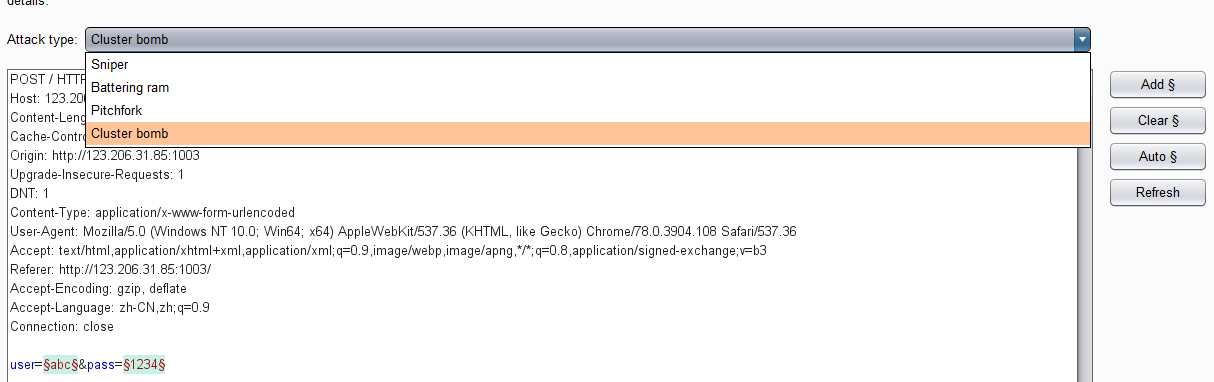 details.
Attack type: Cluster bomb
Sniper
Battering ram
Pitchfork
Cluster bomb
POST / HTTP
Host: 123.20
Content-Leng
Cache-Contro
Origin: http://123.206.31.85:1003
Upgrade-Insecure-Requests: 1
DNT: 1
Content-Type: application/x-www-form-urlencoded
User-Agent: Mozilla/5.0 (Windows NT 10.0; Win64; x64) AppleWebKit/537.36 (KHTML, like Gecko) Chrome/78.0.3904.108 Safari/537.36
Accept: text/html,application/xhtml+xml,application/xml;q=0.9,image/webp,image/apng,*/*;q=0.8,application/signed-exchange;v=b3
Referer: http://123.206.31.85:1003/
Accept-Encoding: gzip, deflate
Accept-Language: zh-CN,zh;q=0.9
Connection: close
user=§abc§&pass=§1234§
Add §
Clear §
Auto §
Refresh